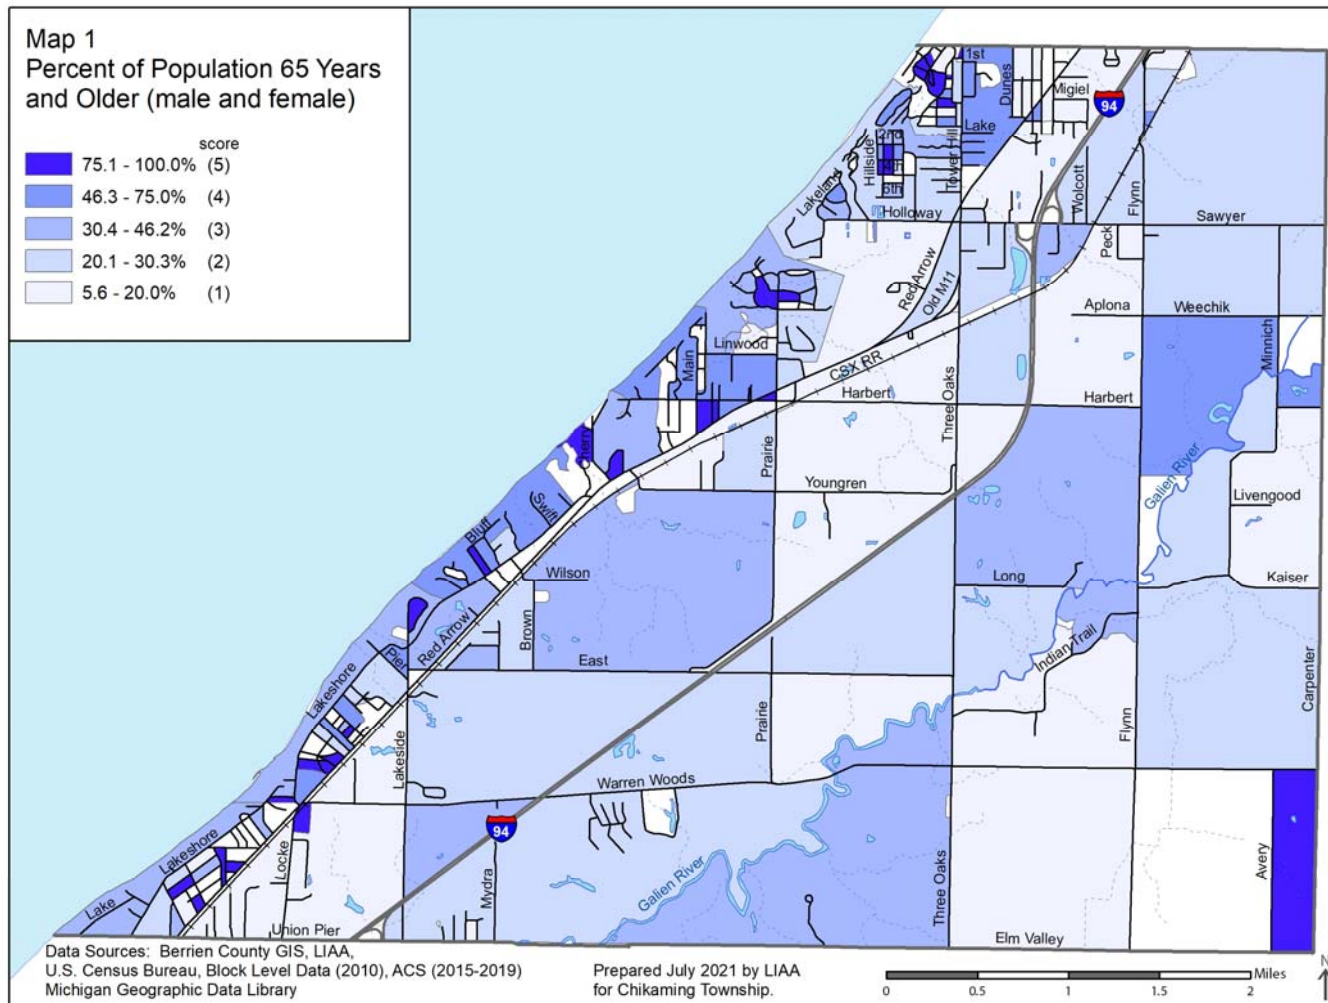 Map 1
Percent of Population 65 Years
and Older (male and female)
score
75.1 - 100.0% (5)
46.3 - 75.0% (4)
30.4 - 46.2% (3)
20.1 - 30.3% (2)
5.6 - 20.0% (1)
1st
Dunes
Migiel
94
Lake
2nd
Hillside
4th
6th
Tower Hill
Lakeland
Holloway
Wolcott
Flynn
Sawyer
Peck
Red Arrow
Old M11
Aplona
Weechik
Minnich
Linwood
Main
CSX RR
Harbert
Harbert
Three Oaks
Cherry
Prairie
Youngren
Galien River
Livengood
Swift
Bluff
Wilson
Long
Kaiser
Brown
Red Arrow
Pier
East
Indian Trail
Lakeshore
Carpenter
Prairie
Flynn
Lakeside
Warren Woods
94
Lakeshore
Locke
Mydra
Galien River
Three Oaks
Avery
Lake
Union Pier
Elm Valley
Data Sources: Berrien County GIS, LIAA,
U.S. Census Bureau, Block Level Data (2010), ACS (2015-2019)
Michigan Geographic Data Library
Prepared July 2021 by LIAA
for Chikaming Township.
Miles
0 0.5 1 1.5 2
N